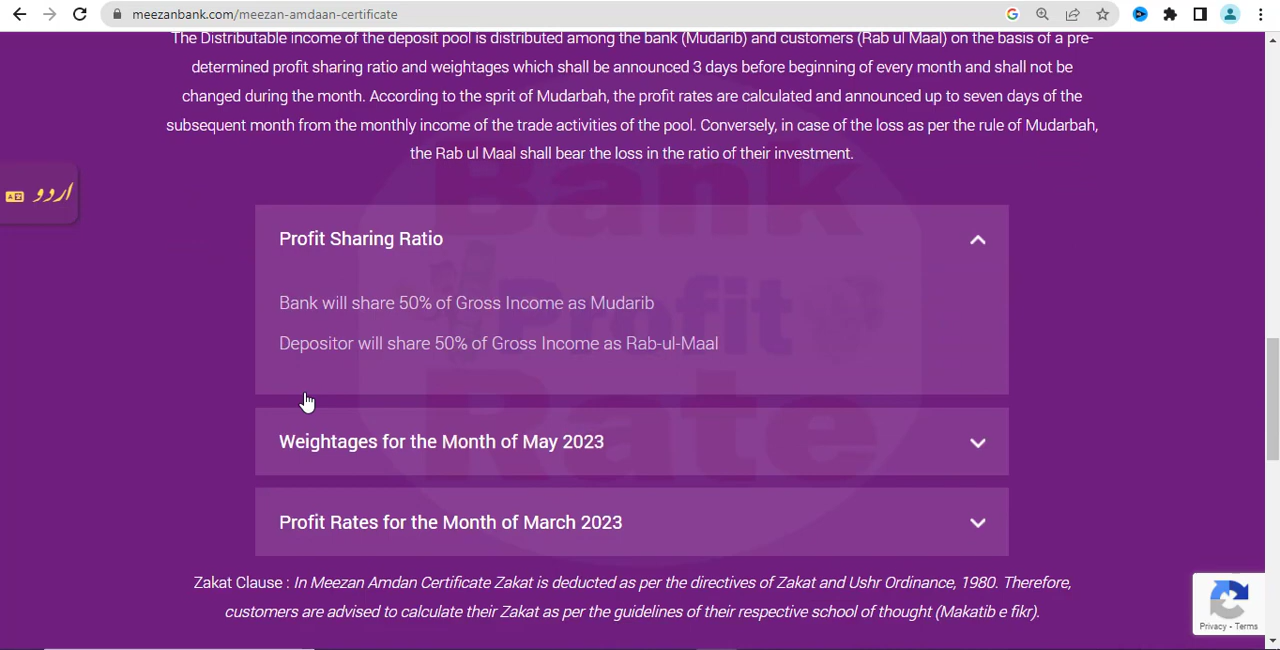 meezanbank.com/meezan-amdaan-certificate
The Distributable income of the deposit pool is distributed among the bank (Mudarib) and customers (Rab ul Maal) on the basis of a pre-
determined profit sharing ratio and weightages which shall be announced 3 days before beginning of every month and shall not be
changed during the month. According to the sprit of Mudarbah, the profit rates are calculated and announced up to seven days of the
subsequent month from the monthly income of the trade activities of the pool. Conversely, in case of the loss as per the rule of Mudarbah,
the Rab ul Maal shall bear the loss in the ratio of their investment.
اردو
Bank
Profit
Rate
Profit Sharing Ratio
Bank will share 50% of Gross Income as Mudarib
Depositor will share 50% of Gross Income as Rab-ul-Maal
Weightages for the Month of May 2023
Profit Rates for the Month of March 2023
Zakat Clause : In Meezan Amdan Certificate Zakat is deducted as per the directives of Zakat and Ushr Ordinance, 1980. Therefore,
customers are advised to calculate their Zakat as per the guidelines of their respective school of thought (Makatib e fikr).
Privacy - Terms